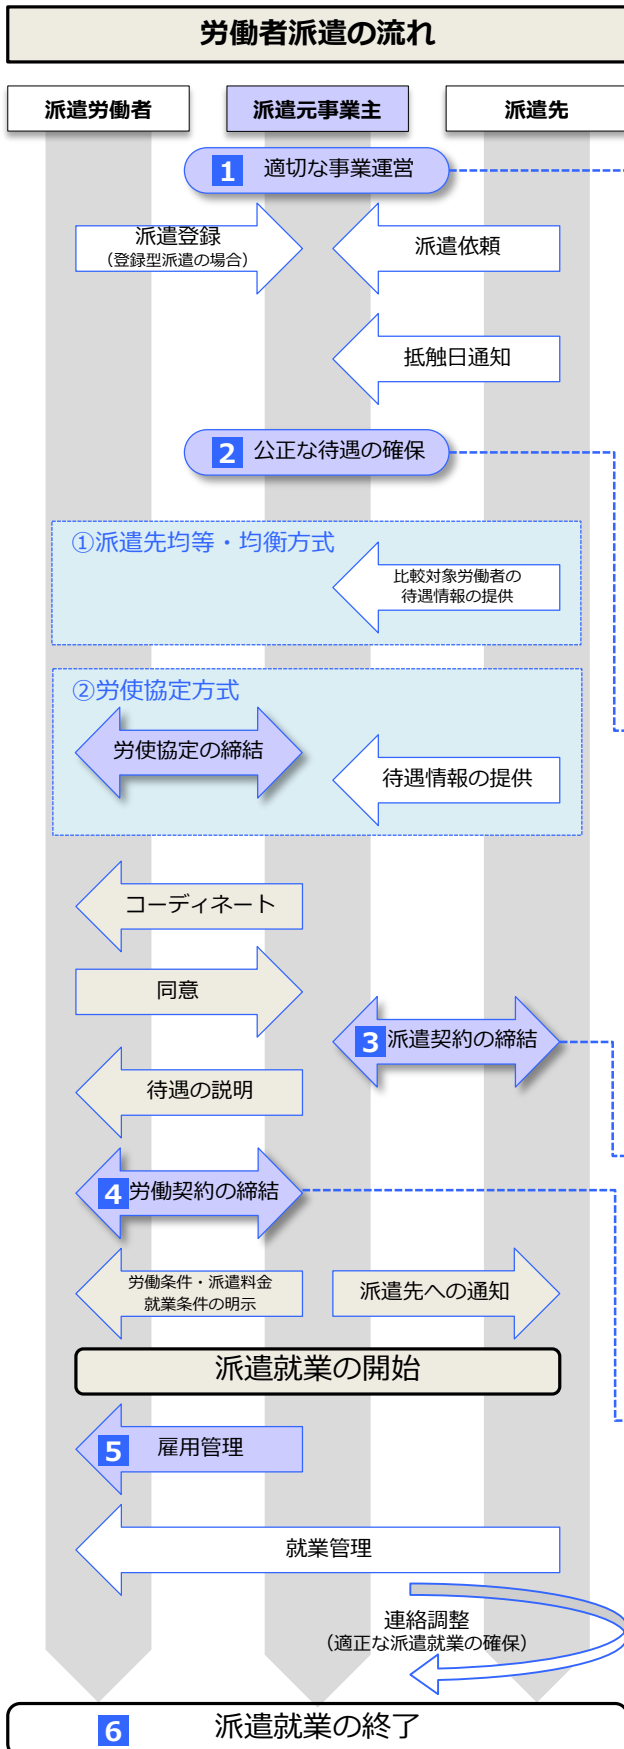 労働者派遣の流れ
派遣労働者
派遣元事業主
派遣先
1 適切な事業運営
派遣登録
（登録型派遣の場合）
派遣依頼
抵触日通知
2 公正な待遇の確保
①派遣先均等・均衡方式
比較対象労働者の
待遇情報の提供
②労使協定方式
労使協定の締結
待遇情報の提供
コーディネート
同意
3 派遣契約の締結
待遇の説明
4 労働契約の締結
労働条件・派遣料金
就業条件の明示
派遣先への通知
派遣就業の開始
5 雇用管理
就業管理
連絡調整
（適正な派遣就業の確保）
6 派遣就業の終了